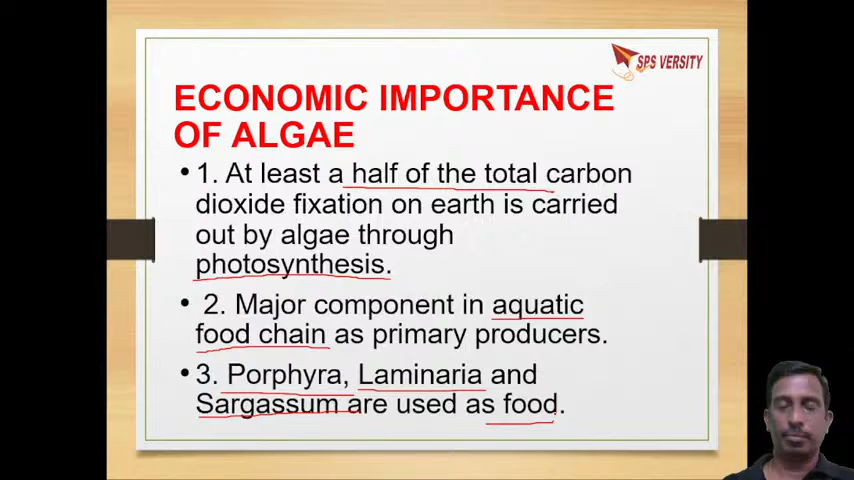 SPS VERSITY
ECONOMIC IMPORTANCE
OF ALGAE
• 1. At least a half of the total carbon
dioxide fixation on earth is carried
out by algae through
photosynthesis.
• 2. Major component in aquatic
food chain as primary producers.
• 3. Porphyra, Laminaria and
Sargassum are used as food.